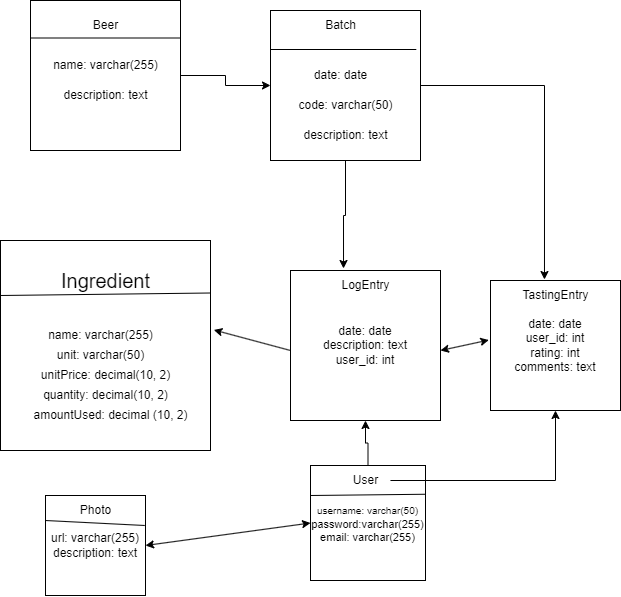 Beer
name: varchar(255)
description: text
Batch
date: date
code: varchar(50)
description: text
Ingredient
name: varchar(255)
unit: varchar(50)
unitPrice: decimal(10, 2)
quantity: decimal(10, 2)
amountUsed: decimal (10, 2)
LogEntry
date: date
description: text
user_id: int
TastingEntry
date: date
user_id: int
rating: int
comments: text
Photo
url: varchar(255)
description: text
User
username: varchar(50)
password:varchar(255)
email: varchar(255)